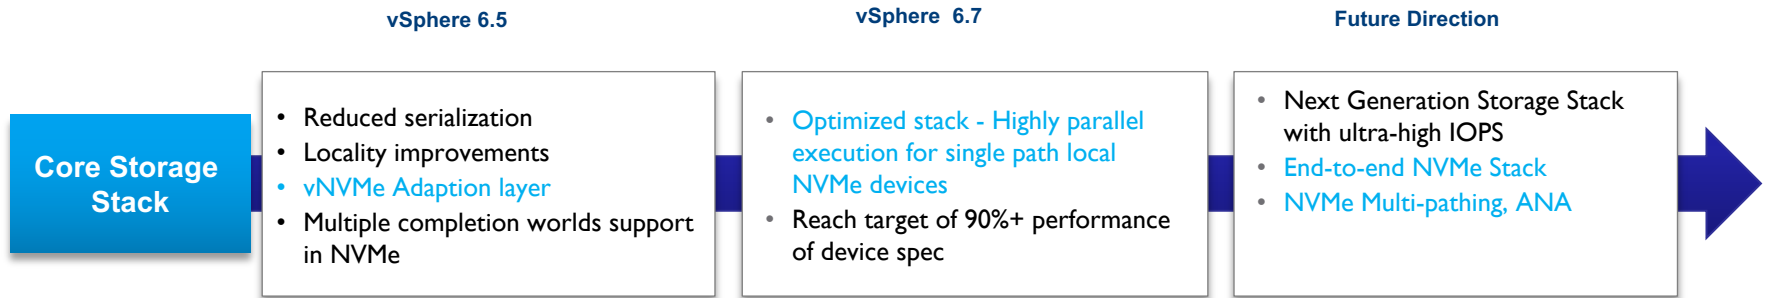 vSphere 6.5
vSphere 6.7
Future Direction
Core Storage
Stack
• Reduced serialization
• Locality improvements
• vNVMe Adaption layer
• Multiple completion worlds support
in NVMe
• Optimized stack - Highly parallel
execution for single path local
NVMe devices
• Reach target of 90%+ performance
of device spec
• Next Generation Storage Stack
with ultra-high IOPS
• End-to-end NVMe Stack
• NVMe Multi-pathing, ANA